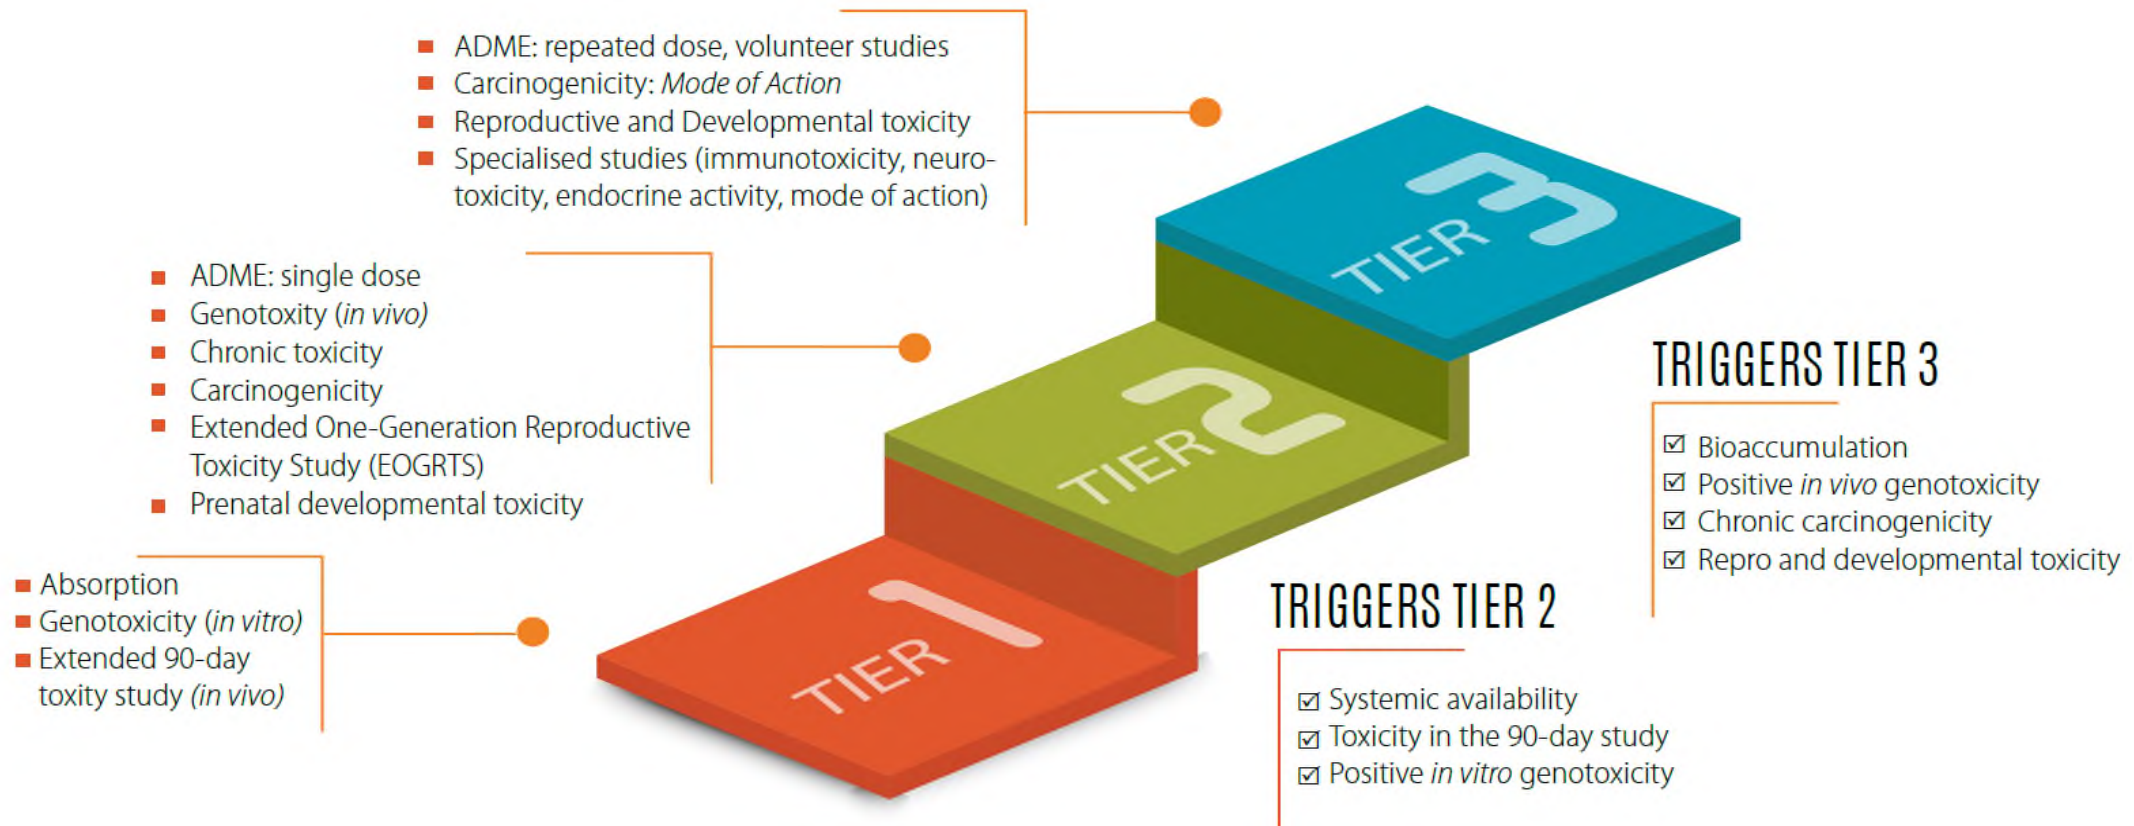 ADME: repeated dose, volunteer studies
Carcinogenicity: Mode of Action
Reproductive and Developmental toxicity
Specialised studies (immunotoxicity, neuro-
toxicity, endocrine activity, mode of action)
TIER 3
ADME: single dose
Genotoxity (in vivo)
Chronic toxicity
Carcinogenicity
Extended One-Generation Reproductive
Toxicity Study (EOGRTS)
Prenatal developmental toxicity
TIER 2
TRIGGERS TIER 3
Bioaccumulation
Positive in vivo genotoxicity
Chronic carcinogenicity
Repro and developmental toxicity
Absorption
Genotoxicity (in vitro)
Extended 90-day
toxity study (in vivo)
TIER 1
TRIGGERS TIER 2
Systemic availability
Toxicity in the 90-day study
Positive in vitro genotoxicity